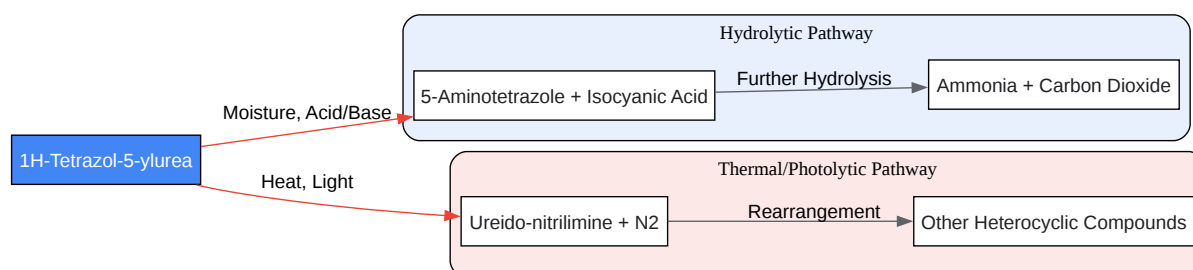 Hydrolytic Pathway
5-Aminotetrazole + Isocyanic Acid
Further Hydrolysis
Ammonia + Carbon Dioxide
Moisture, Acid/Base
1H-Tetrazol-5-ylurea
Heat, Light
Thermal/Photolytic Pathway
Ureido-nitrilimine + N2
Rearrangement
Other Heterocyclic Compounds